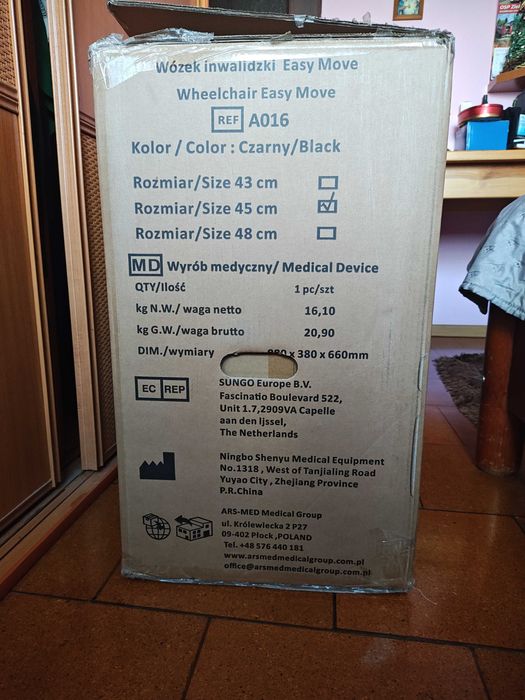 Wózek inwalidzki Easy Move
Wheelchair Easy Move
REF A016
Kolor / Color : Czarny/Black
Rozmiar/Size 43 cm
Rozmiar/Size 45 cm
Rozmiar/Size 48 cm
MD Wyrób medyczny/ Medical Device
QTY/Ilość 1 pc/szt
kg N.W./ waga netto 16,10
kg G.W./waga brutto 20,90
DIM./wymiary x 380 x 660mm
EC REP
SUNGO Europe B.V.
Fascinatio Boulevard 522,
Unit 1.7,2909VA Capelle
aan den Ijssel,
The Netherlands
Ningbo Shenyu Medical Equipment
No.1318 , West of Tanjialing Road
Yuyao City , Zhejiang Province
P.R.China
ARS-MED Medical Group
ul. Królewiecka 2 P27
09-402 Płock ,POLAND
Tel. +48 576 440 181
www.arsmedmedicalgroup.com.pl
office@arsmedmedicalgroup.com.pl